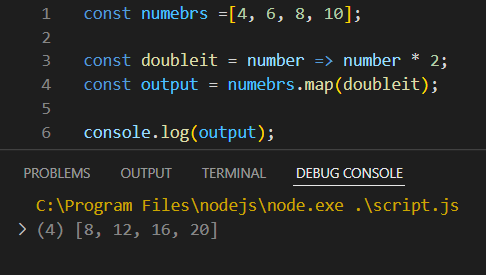 1 const numebrs =[4, 6, 8, 10];
2
3 const doubleit = number => number * 2;
4 const output = numebrs.map(doubleit);
5
6 console.log(output);
PROBLEMS OUTPUT TERMINAL DEBUG CONSOLE
C:\Program Files\nodejs\node.exe .\script.js
> (4) [8, 12, 16, 20]